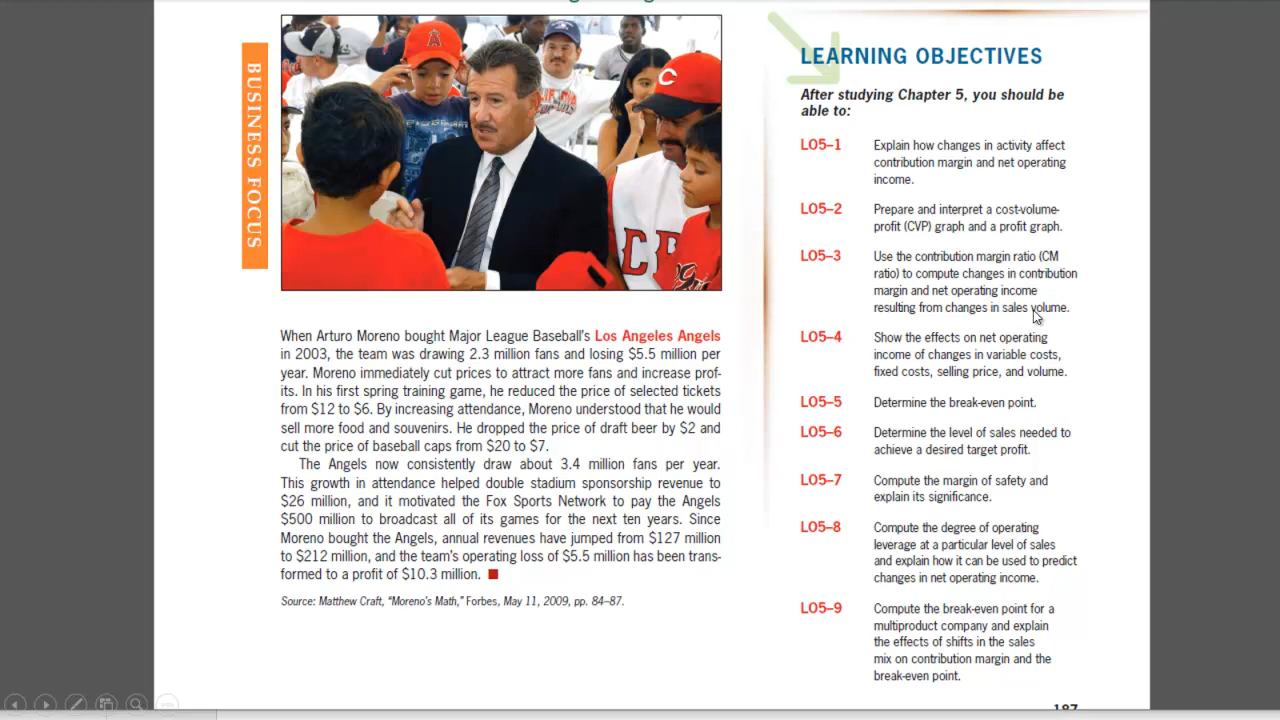 BUSINESS FOCUS
When Arturo Moreno bought Major League Baseball's Los Angeles Angels
in 2003, the team was drawing 2.3 million fans and losing $5.5 million per
year. Moreno immediately cut prices to attract more fans and increase prof-
its. In his first spring training game, he reduced the price of selected tickets
from $12 to $6. By increasing attendance, Moreno understood that he would
sell more food and souvenirs. He dropped the price of draft beer by $2 and
cut the price of baseball caps from $20 to $7.
The Angels now consistently draw about 3.4 million fans per year.
This growth in attendance helped double stadium sponsorship revenue to
$26 million, and it motivated the Fox Sports Network to pay the Angels
$500 million to broadcast all of its games for the next ten years. Since
Moreno bought the Angels, annual revenues have jumped from $127 million
to $212 million, and the team's operating loss of $5.5 million has been trans-
formed to a profit of $10.3 million.
Source: Matthew Craft, "Moreno's Math," Forbes, May 11, 2009, pp. 84–87.
LEARNING OBJECTIVES
After studying Chapter 5, you should be
able to:
LO5–1 Explain how changes in activity affect
contribution margin and net operating
income.
LO5–2 Prepare and interpret a cost-volume-
profit (CVP) graph and a profit graph.
LO5–3 Use the contribution margin ratio (CM
ratio) to compute changes in contribution
margin and net operating income
resulting from changes in sales volume.
LO5–4 Show the effects on net operating
income of changes in variable costs,
fixed costs, selling price, and volume.
LO5–5 Determine the break-even point.
LO5–6 Determine the level of sales needed to
achieve a desired target profit.
LO5–7 Compute the margin of safety and
explain its significance.
LO5–8 Compute the degree of operating
leverage at a particular level of sales
and explain how it can be used to predict
changes in net operating income.
LO5–9 Compute the break-even point for a
multiproduct company and explain
the effects of shifts in the sales
mix on contribution margin and the
break-even point.
187